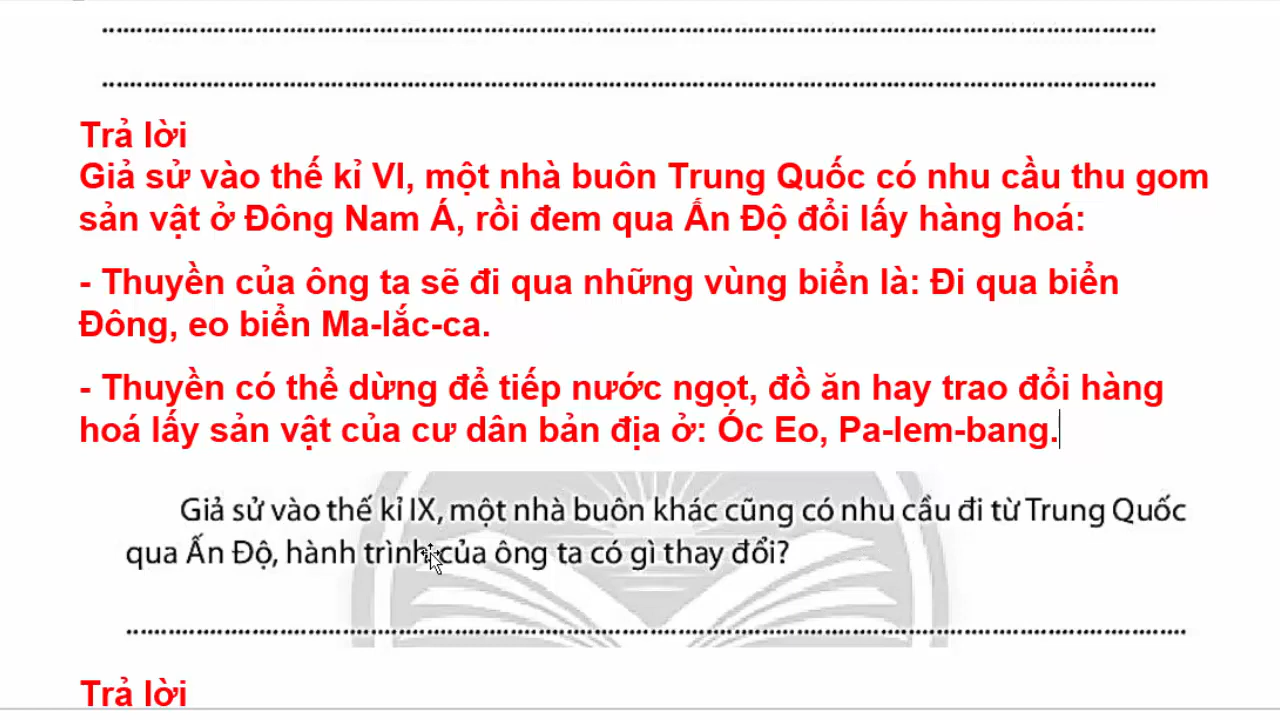 Trả lời
Giả sử vào thế kỉ VI, một nhà buôn Trung Quốc có nhu cầu thu gom
sản vật ở Đông Nam Á, rồi đem qua Ấn Độ đổi lấy hàng hoá:
- Thuyền của ông ta sẽ đi qua những vùng biển là: Đi qua biển
Đông, eo biển Ma-lắc-ca.
- Thuyền có thể dừng để tiếp nước ngọt, đồ ăn hay trao đổi hàng
hoá lấy sản vật của cư dân bản địa ở: Óc Eo, Pa-lem-bang.
Giả sử vào thế kỉ IX, một nhà buôn khác cũng có nhu cầu đi từ Trung Quốc
qua Ấn Độ, hành trình của ông ta có gì thay đổi?
Trả lời